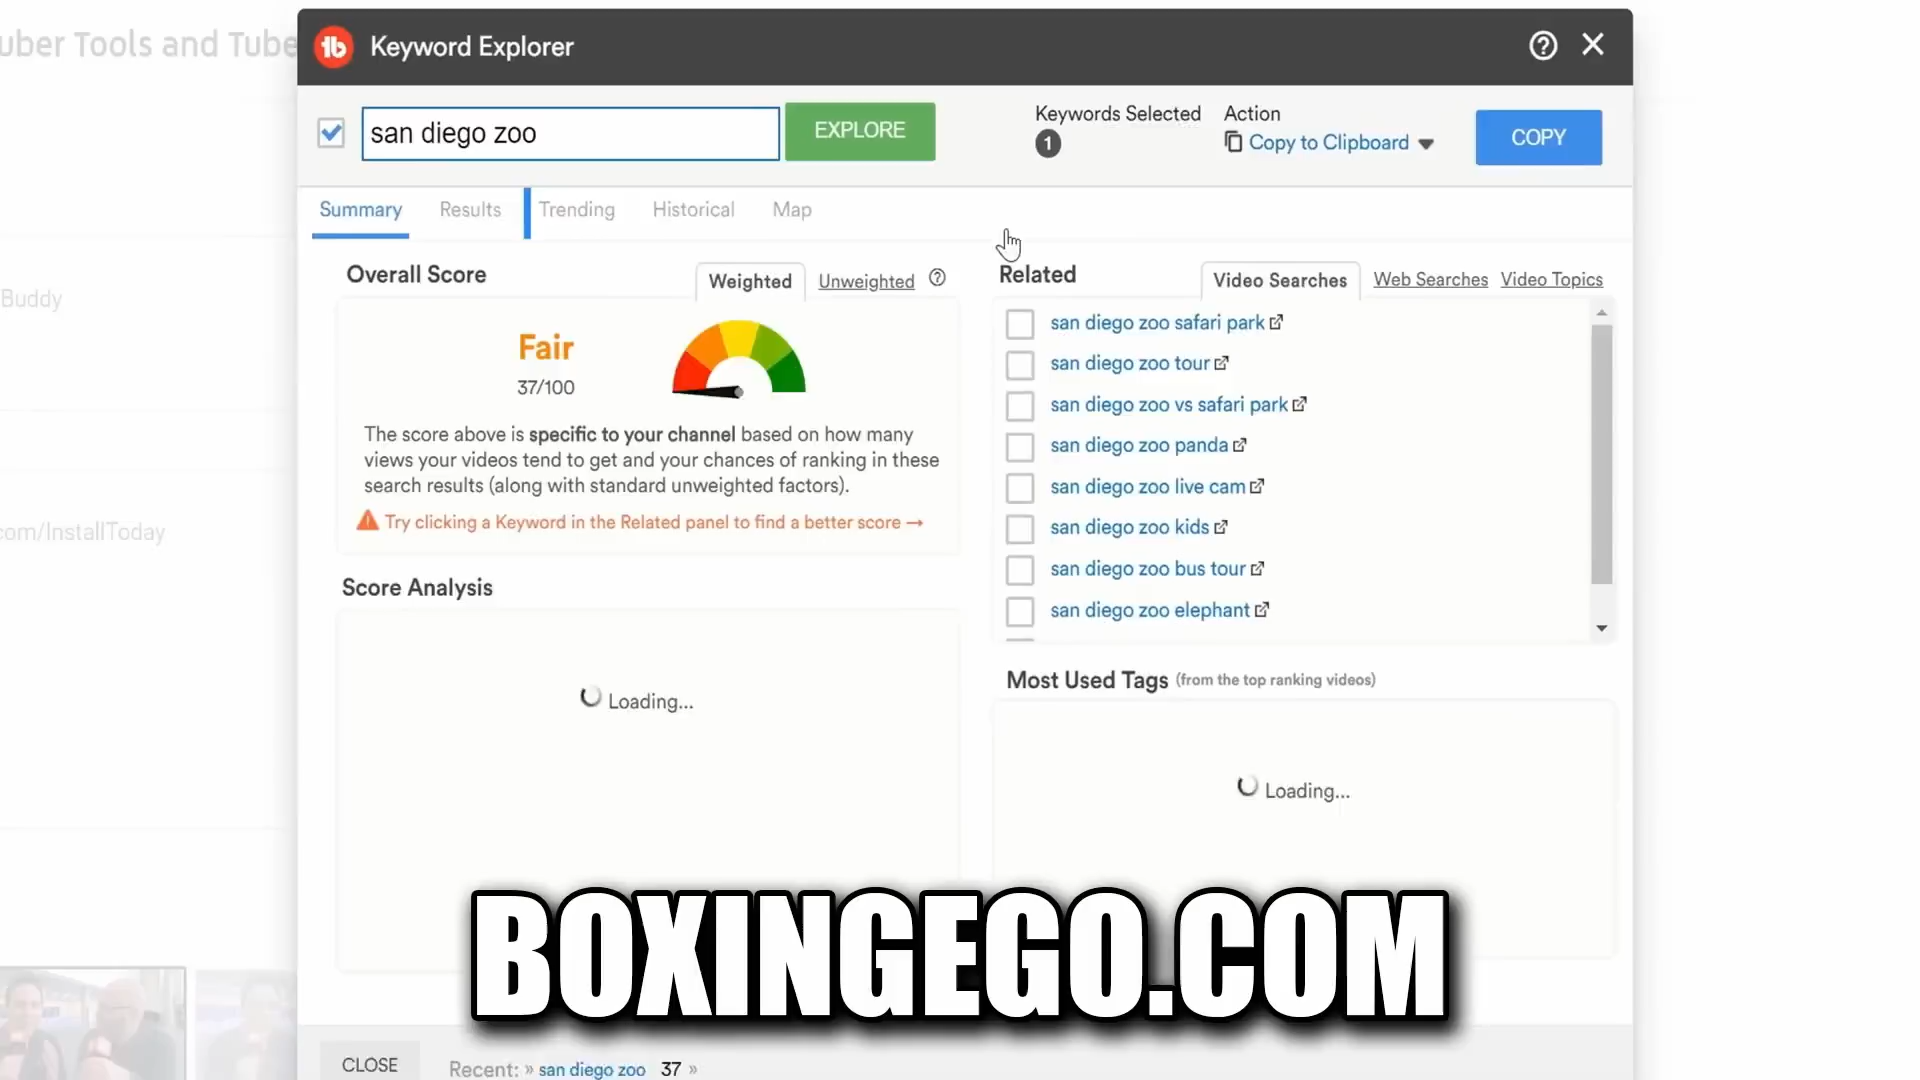 uber Tools and Tube
Keyword Explorer
san diego zoo
EXPLORE
Keywords Selected
1
Action
Copy to Clipboard
COPY
Summary
Results
Trending
Historical
Map
Overall Score
Weighted
Unweighted
Fair
37/100
The score above is specific to your channel based on how many
views your videos tend to get and your chances of ranking in these
search results (along with standard unweighted factors).
Try clicking a Keyword in the Related panel to find a better score →
Related
Video Searches
Web Searches
Video Topics
san diego zoo safari park
san diego zoo tour
san diego zoo vs safari park
san diego zoo panda
san diego zoo live cam
san diego zoo kids
san diego zoo bus tour
san diego zoo elephant
Buddy
com/InstallToday
Score Analysis
Loading...
Most Used Tags (from the top ranking videos)
Loading...
BOXINGEGO.COM
CLOSE
Recent: » san diego zoo 37 »